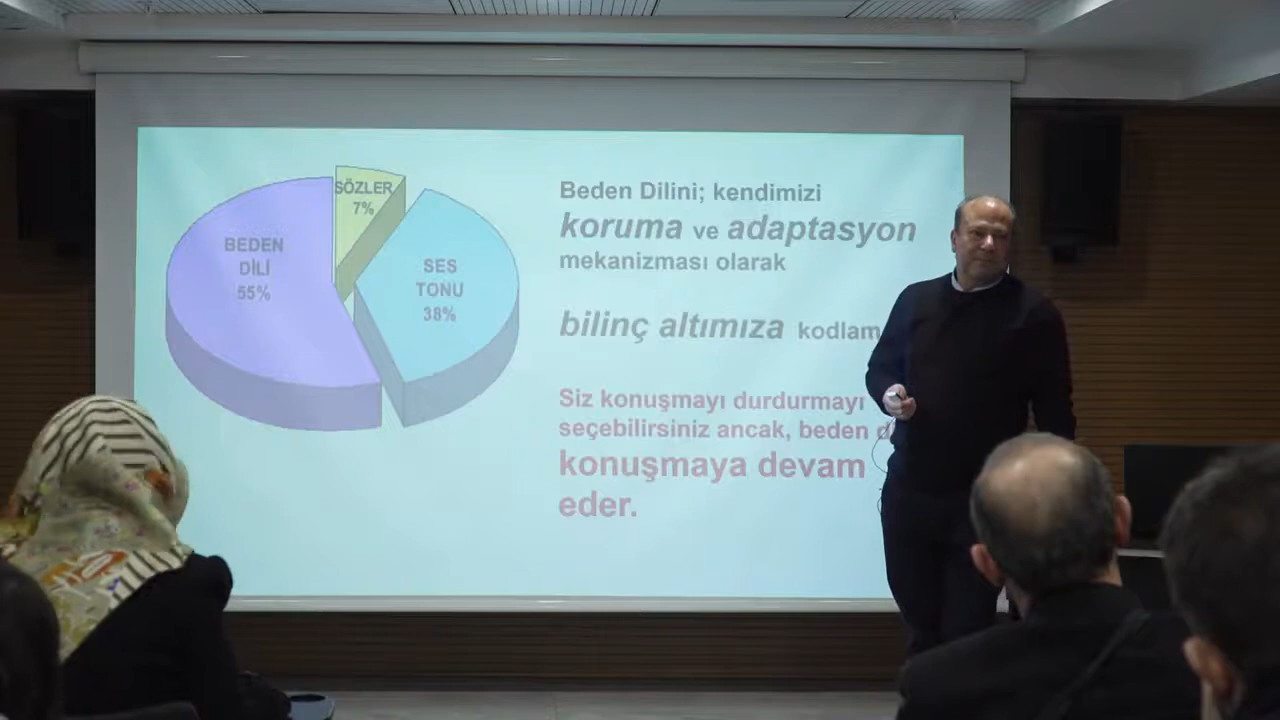 SÖZLER
7%
BEDEN
DİLİ
55%
SES
TONU
38%
Beden Dilini; kendimizi
koruma ve adaptasyon
mekanizması olarak
bilinç altımıza
Siz konuşmayı durdurmayı
seçebilirsiniz ancak, beden
konuşmaya devam
eder.